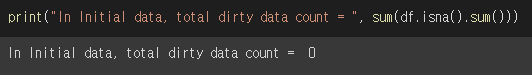 print("In Initial data, total dirty data count = ", sum(df.isna().sum()))
In Initial data, total dirty data count =  0